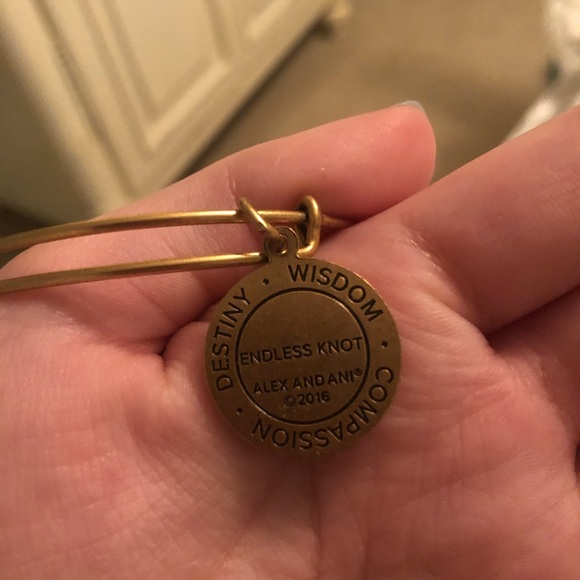 DESTINY · WISDOM · COMPASSION ·
ENDLESS KNOT
ALEX AND ANI®
©2016